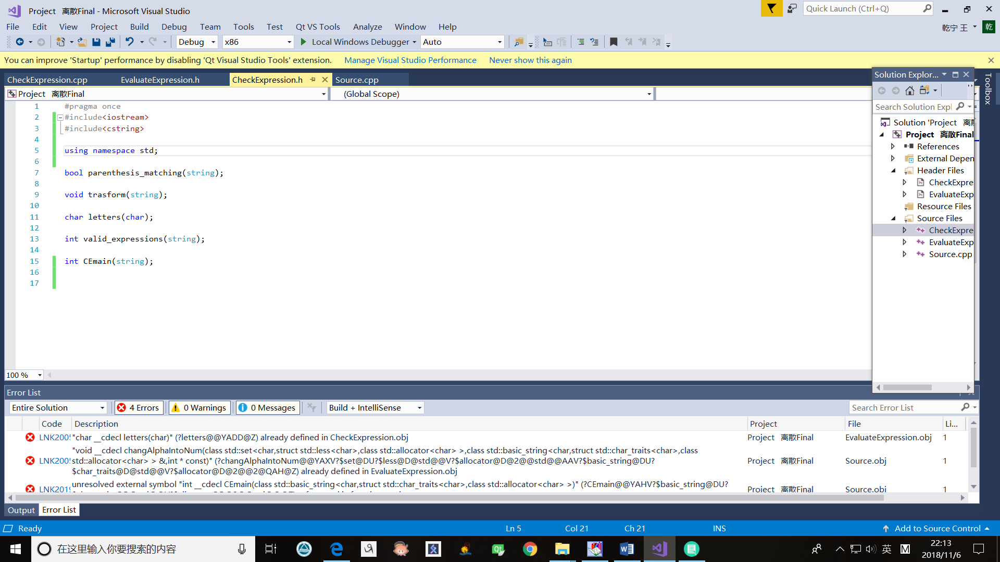 Project 离散Final - Microsoft Visual Studio
Quick Launch (Ctrl+Q)
File Edit View Project Build Debug Team Tools Test Qt VS Tools Analyze Window Help
乾宁 王 乾
Debug x86 Local Windows Debugger Auto
You can improve 'Startup' performance by disabling 'Qt Visual Studio Tools' extension. Manage Visual Studio Performance Never show this again
CheckExpression.cpp EvaluateExpression.h CheckExpression.h Source.cpp
Project 离散Final (Global Scope)
1 #pragma once
2 #include<iostream>
3 #include<cstring>
4
5 using namespace std;
6
7 bool parenthesis_matching(string);
8
9 void trasform(string);
10
11 char letters(char);
12
13 int valid_expressions(string);
14
15 int CEmain(string);
16
17
100 %
Solution Explor...
Toolbox
Search Solution Expl
Solution 'Project 离散
Project 离散Final
References
External Depen
Header Files
CheckExpre
EvaluateExp
Resource Files
Source Files
CheckExpre
EvaluateExp
Source.cpp
Error List
Entire Solution 4 Errors 0 Warnings 0 Messages Build + IntelliSense Search Error List
Code Description Project File Li...
LNK2005 "char __cdecl letters(char)" (?letters@@YADD@Z) already defined in CheckExpression.obj Project 离散Final EvaluateExpression.obj 1
"void __cdecl changAlphaIntoNum(class std::set<char,struct std::less<char>,class std::allocator<char> >,class std::basic_string<char,struct std::char_traits<char>,class
LNK2005 std::allocator<char> > &,int * const)" (?changAlphaIntoNum@@YAXV?$set@DU?$less@D@std@@V?$allocator@D@2@@std@@AAV?$basic_string@DU? Project 离散Final Source.obj 1
$char_traits@D@std@@V?$allocator@D@2@@2@QAH@Z) already defined in EvaluateExpression.obj
unresolved external symbol "int __cdecl CEmain(class std::basic_string<char,struct std::char_traits<char>,class std::allocator<char> >)" (?CEmain@@YAHV?$basic_string@DU?
LNK2019 Project 离散Final Source.obj 1
Output Error List
Ready Ln 5 Col 21 Ch 21 INS Add to Source Control
在这里输入你要搜索的内容
英 M
22:13
2018/11/6